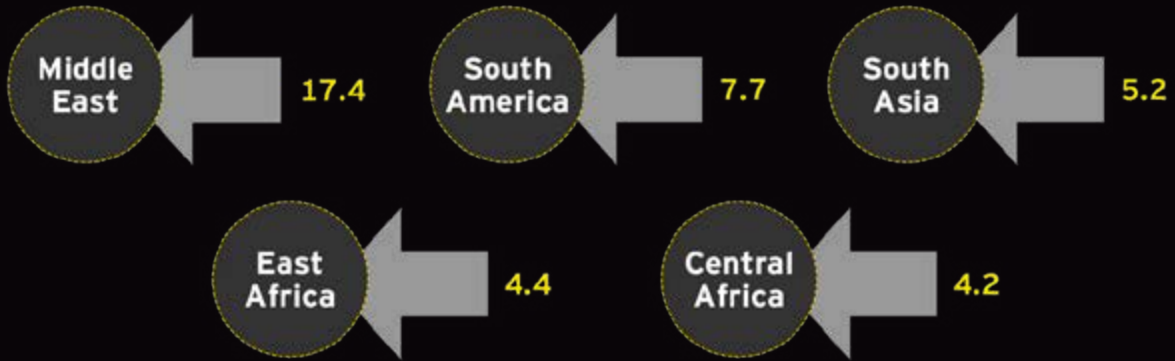 Middle
East
17.4
South
America
7.7
South
Asia
5.2
East
Africa
4.4
Central
Africa
4.2